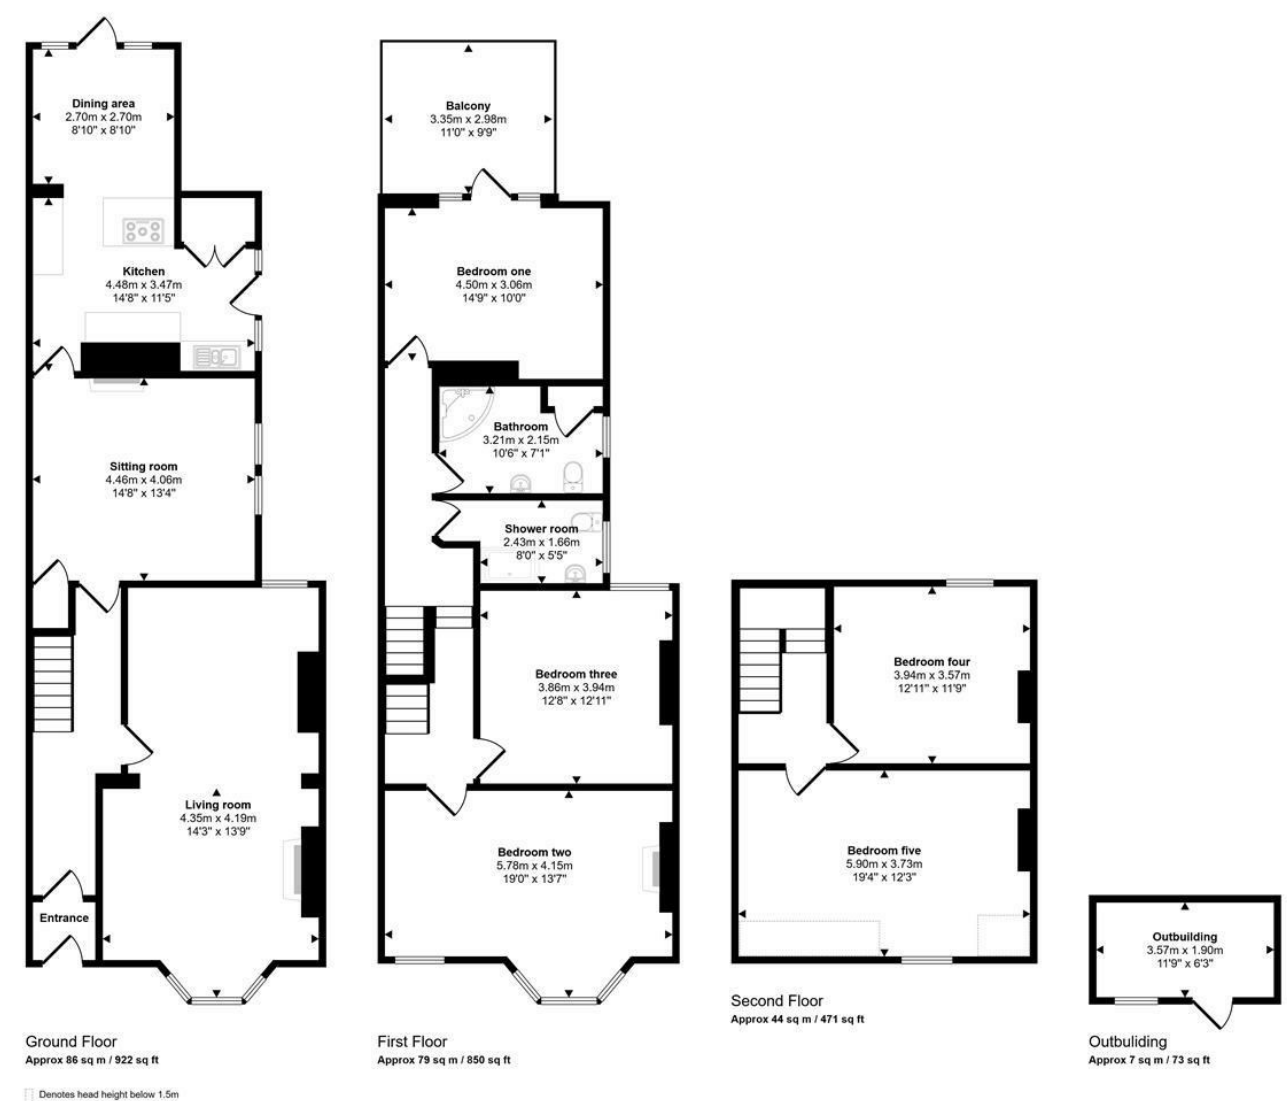 Dining area
2.70m x 2.70m
8'10" x 8'10"
Kitchen
4.48m x 3.47m
14'8" x 11'5"
Sitting room
4.46m x 4.06m
14'8" x 13'4"
Living room
4.35m x 4.19m
14'3" x 13'9"
Entrance
Ground Floor
Approx 86 sq m / 922 sq ft
Denotes head height below 1.5m
Balcony
3.35m x 2.98m
11'0" x 9'9"
Bedroom one
4.50m x 3.06m
14'9" x 10'0"
Bathroom
3.21m x 2.15m
10'6" x 7'1"
Shower room
2.43m x 1.66m
8'0" x 5'5"
Bedroom three
3.86m x 3.94m
12'8" x 12'11"
Bedroom two
5.78m x 4.15m
19'0" x 13'7"
First Floor
Approx 79 sq m / 850 sq ft
Bedroom four
3.94m x 3.57m
12'11" x 11'9"
Bedroom five
5.90m x 3.73m
19'4" x 12'3"
Second Floor
Approx 44 sq m / 471 sq ft
Outbuilding
3.57m x 1.90m
11'9" x 6'3"
Outbuliding
Approx 7 sq m / 73 sq ft